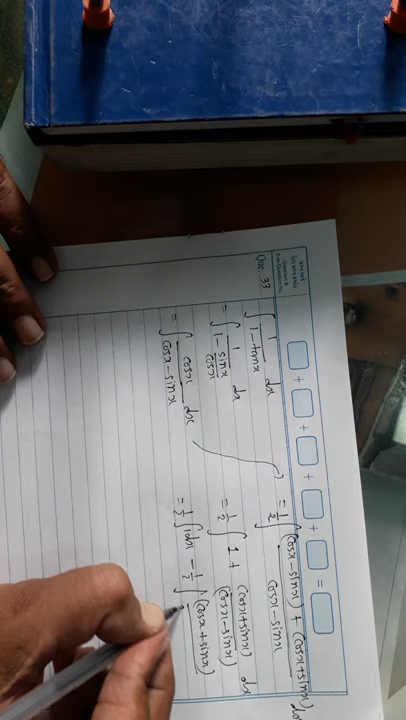 + + + + =
Que. 33
∫ 1/(1-tanx) dx
= ∫ 1/(1 - sinx/cosx) dx
= ∫ cosx/(cosx-sinx) dx
= 1/2 ∫ ((cosx-sinx) + (cosx+sinx))/(cosx-sinx) dx
= 1/2 ∫ 1 + (cosx+sinx)/(cosx-sinx) dx
= 1/2 ∫ 1dx - 1/2 ∫ (cosx+sinx)